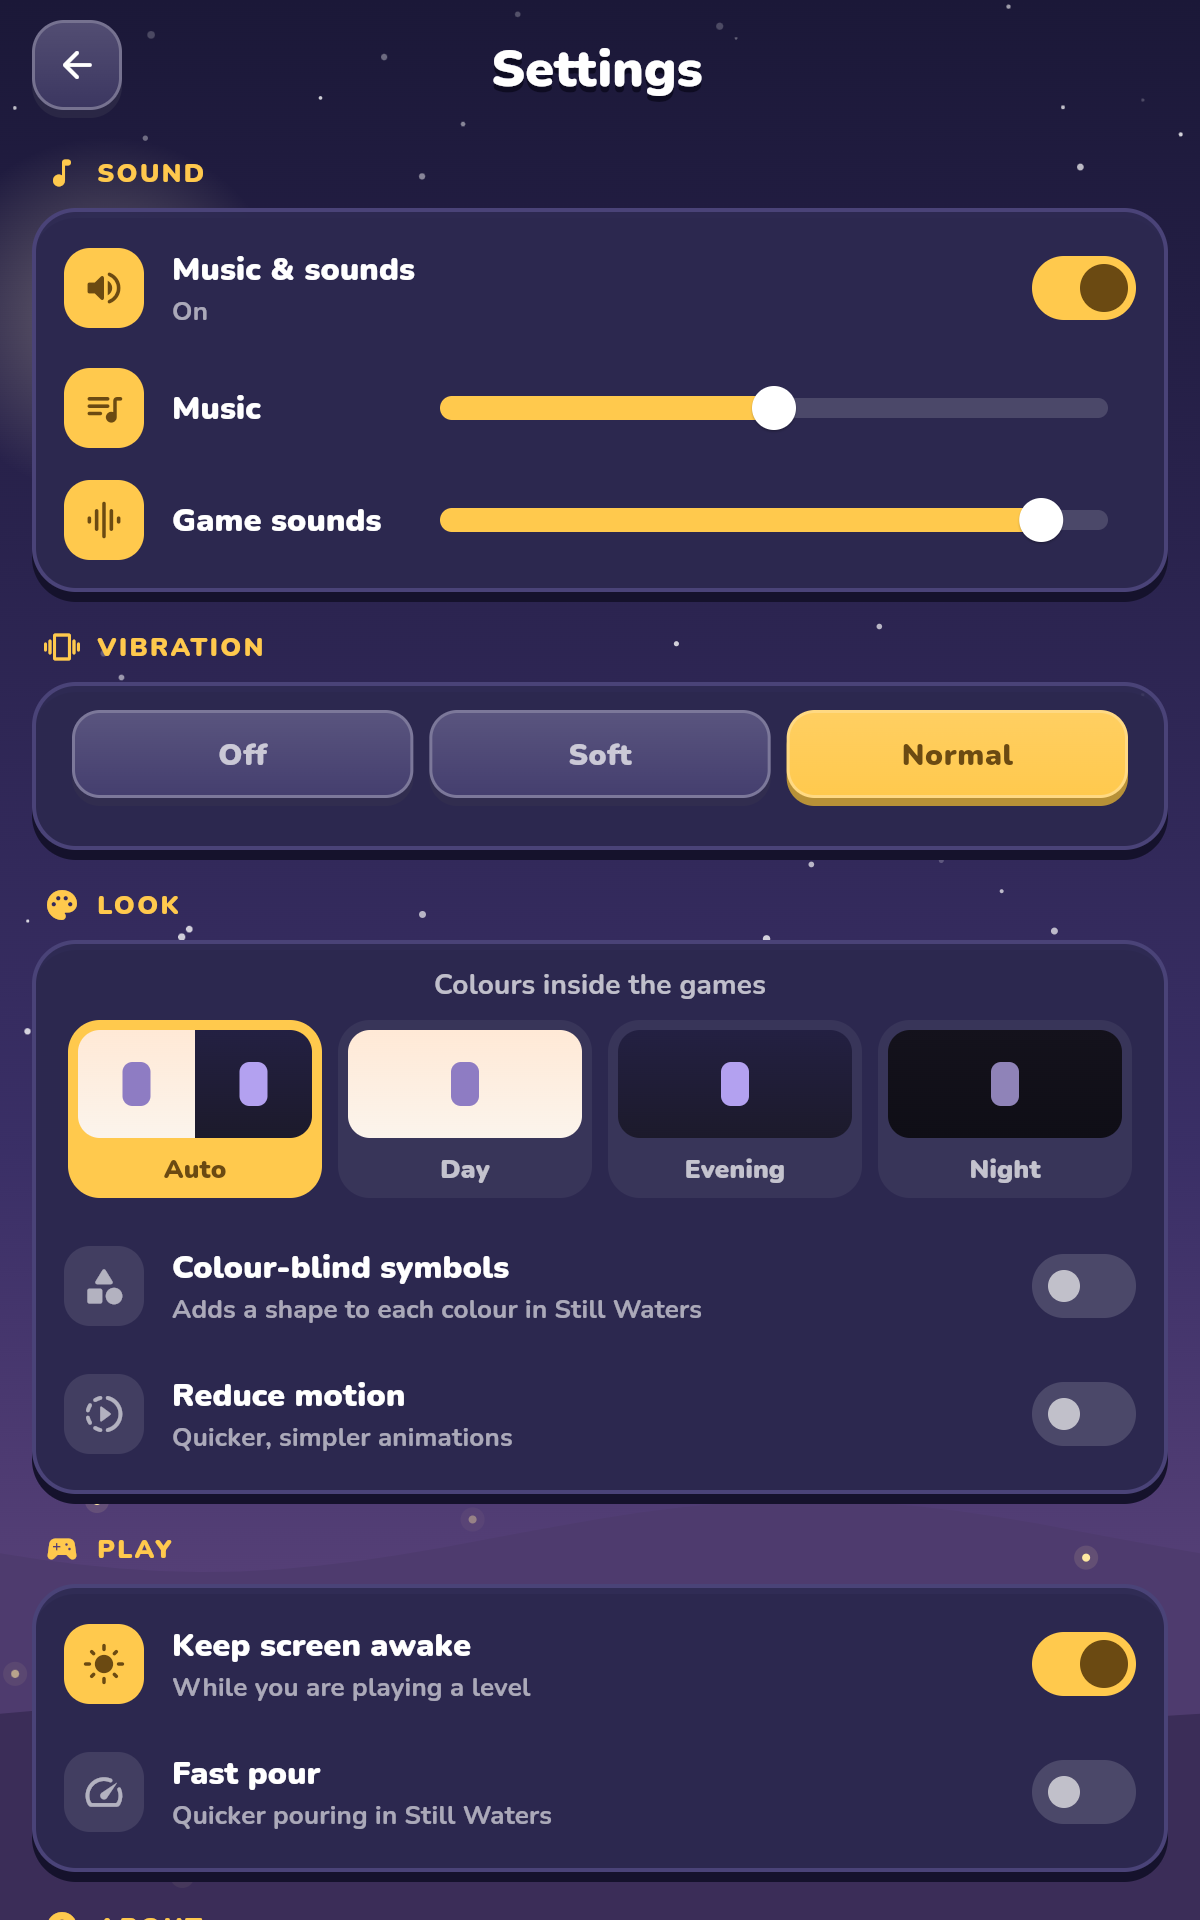 Settings
SOUND
Music & sounds
On
Music
Game sounds
VIBRATION
Off
Soft
Normal
LOOK
Colours inside the games
Auto
Day
Evening
Night
Colour-blind symbols
Adds a shape to each colour in Still Waters
Reduce motion
Quicker, simpler animations
PLAY
Keep screen awake
While you are playing a level
Fast pour
Quicker pouring in Still Waters